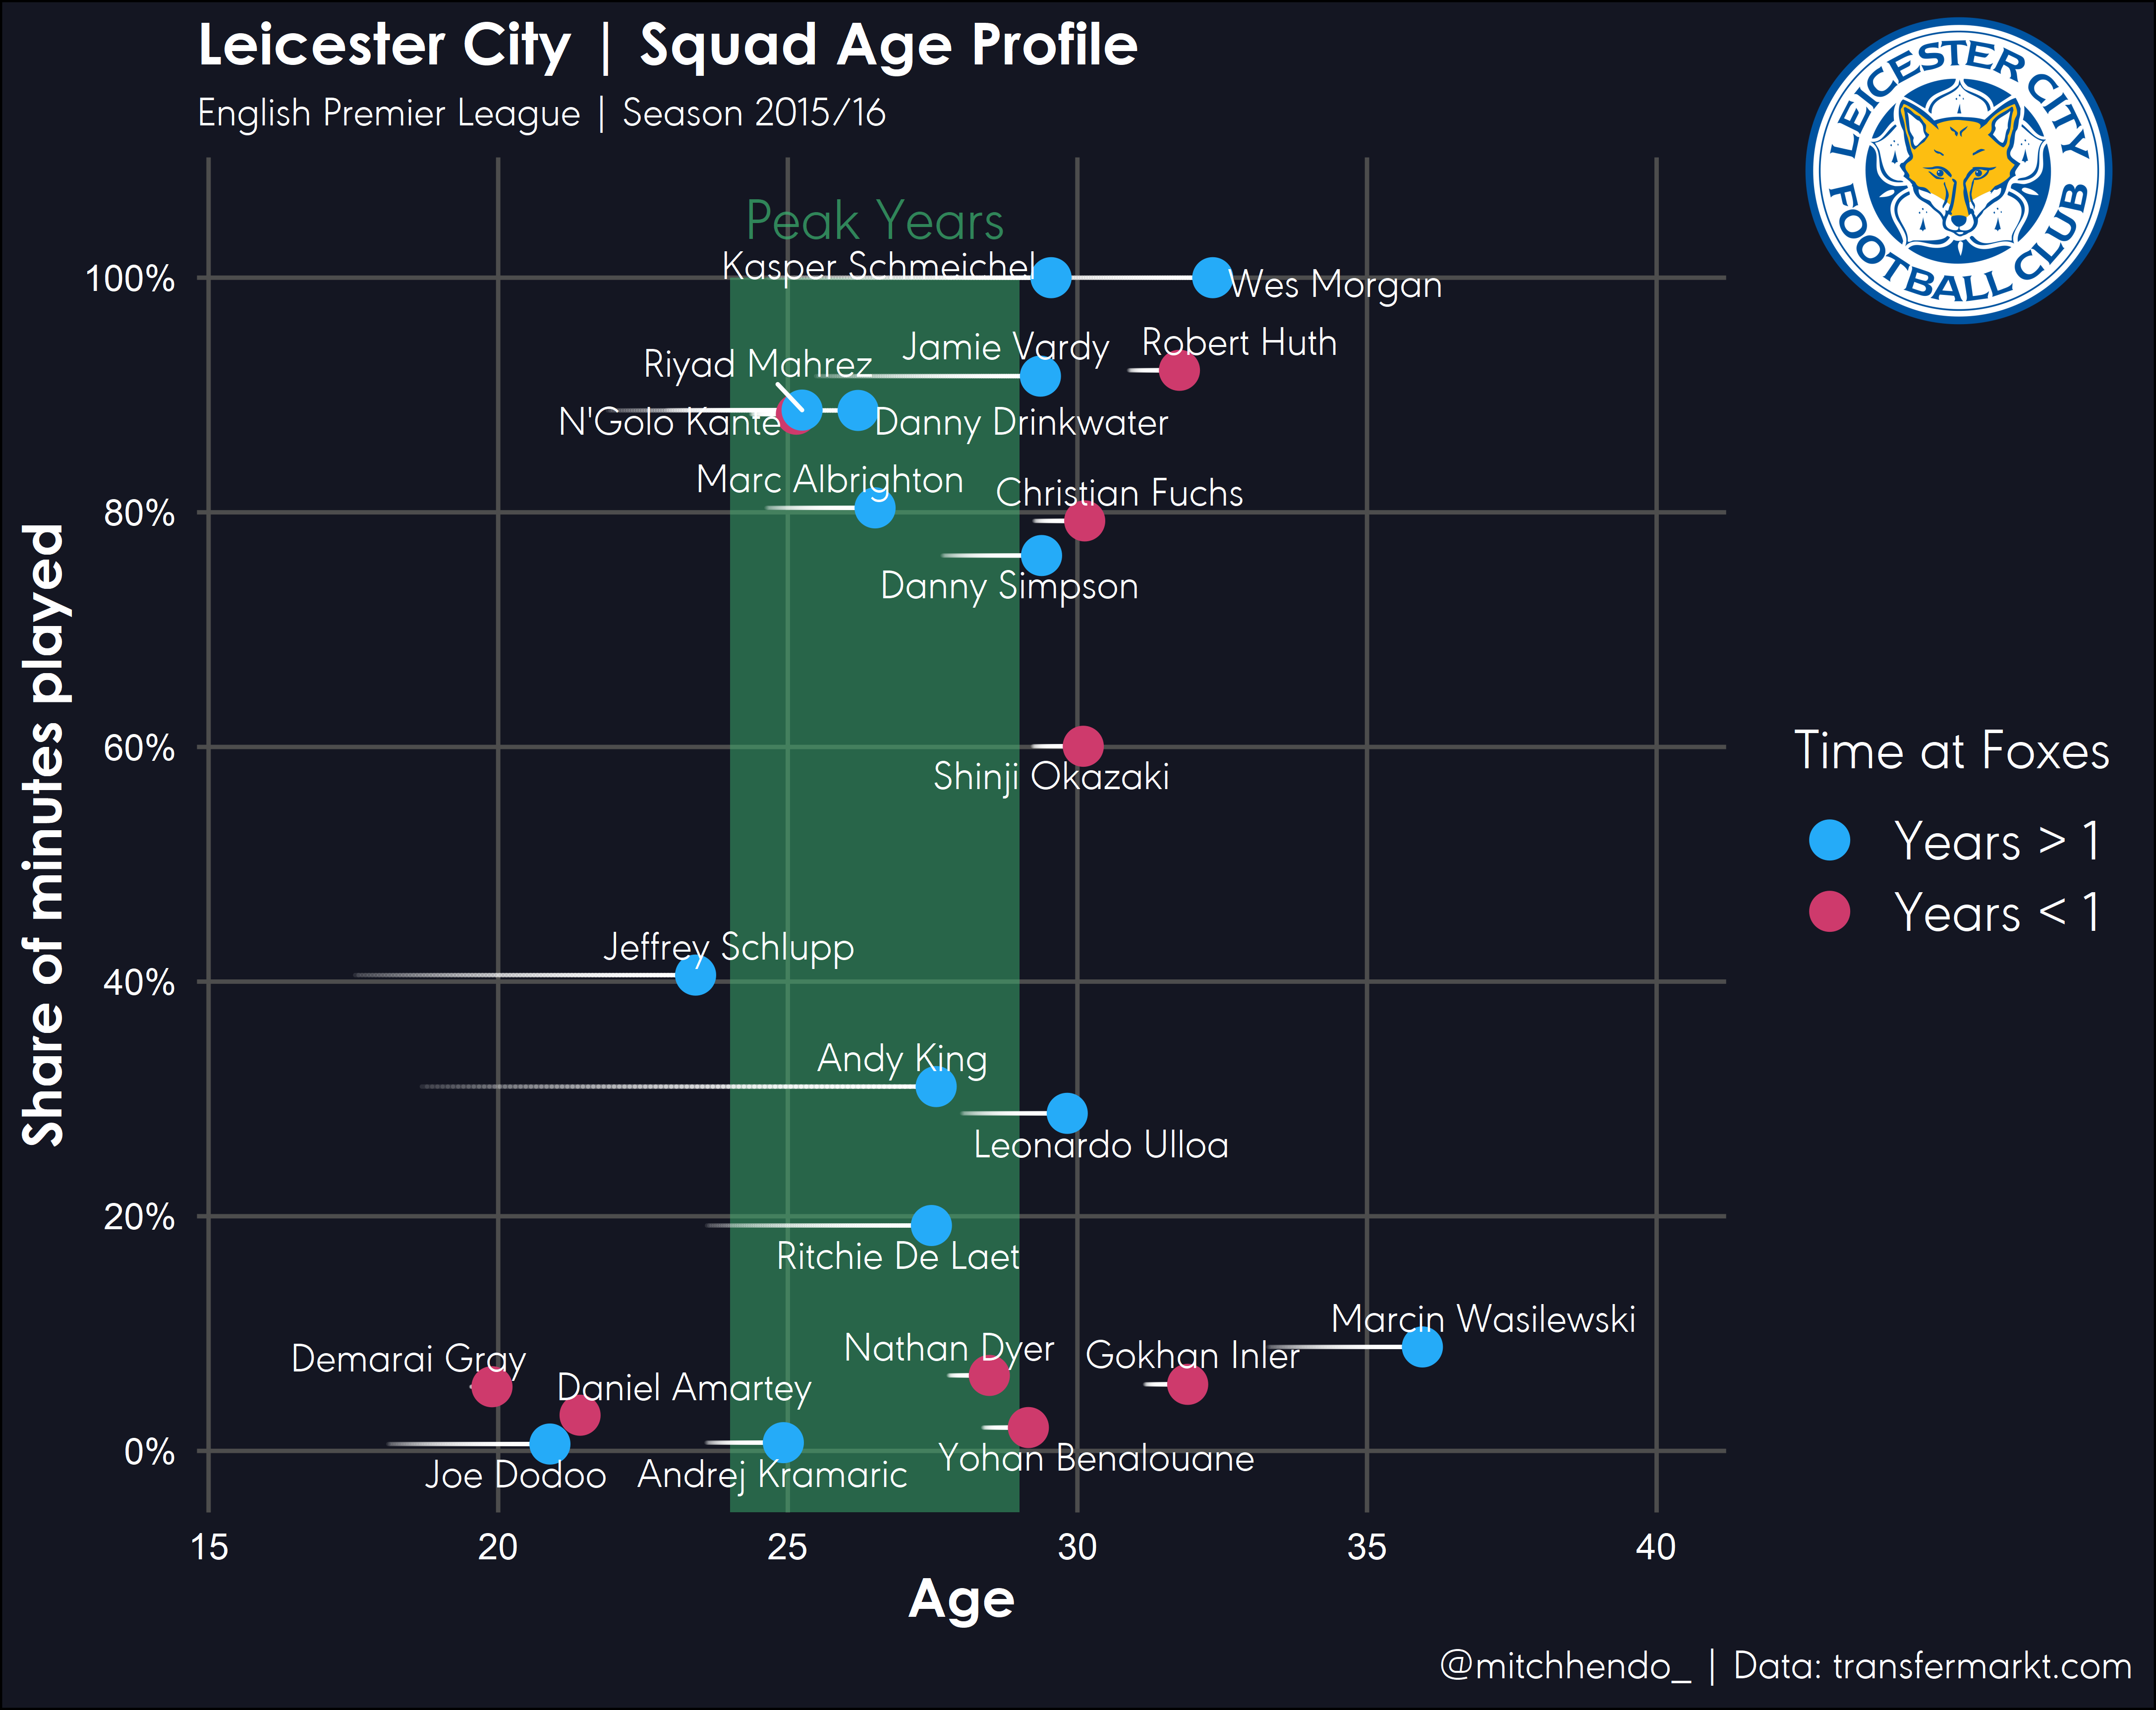 Leicester City | Squad Age Profile
English Premier League | Season 2015/16
LEICESTER CITY
FOOTBALL CLUB
Peak Years
Kasper Schmeichel
Wes Morgan
Jamie Vardy
Robert Huth
Riyad Mahrez
N'Golo Kante
Danny Drinkwater
Marc Albrighton
Christian Fuchs
Danny Simpson
Shinji Okazaki
Jeffrey Schlupp
Andy King
Leonardo Ulloa
Ritchie De Laet
Marcin Wasilewski
Nathan Dyer
Gokhan Inler
Demarai Gray
Daniel Amartey
Yohan Benalouane
Joe Dodoo
Andrej Kramaric
100%
80%
60%
40%
20%
0%
Share of minutes played
15
20
25
30
35
40
Age
Time at Foxes
Years > 1
Years < 1
@mitchhendo_ | Data: transfermarkt.com